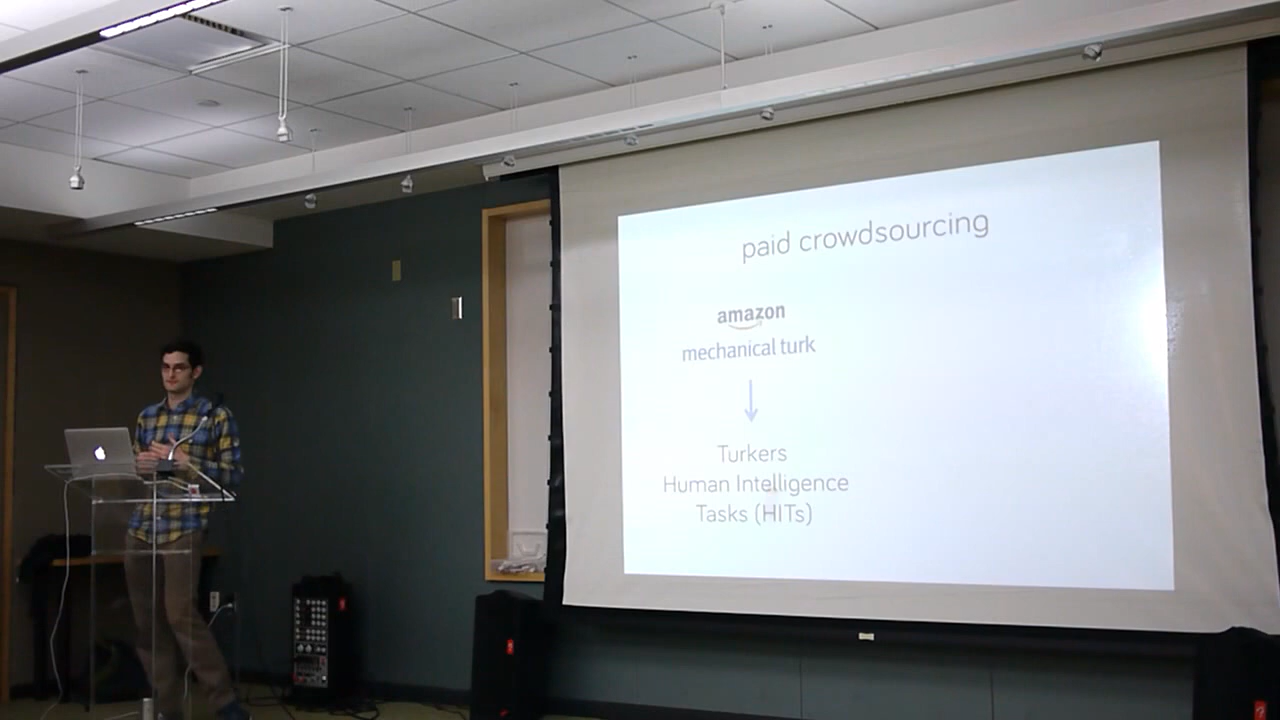 paid crowdsourcing
amazon
mechanical turk
Turkers
Human Intelligence
Tasks (HITs)